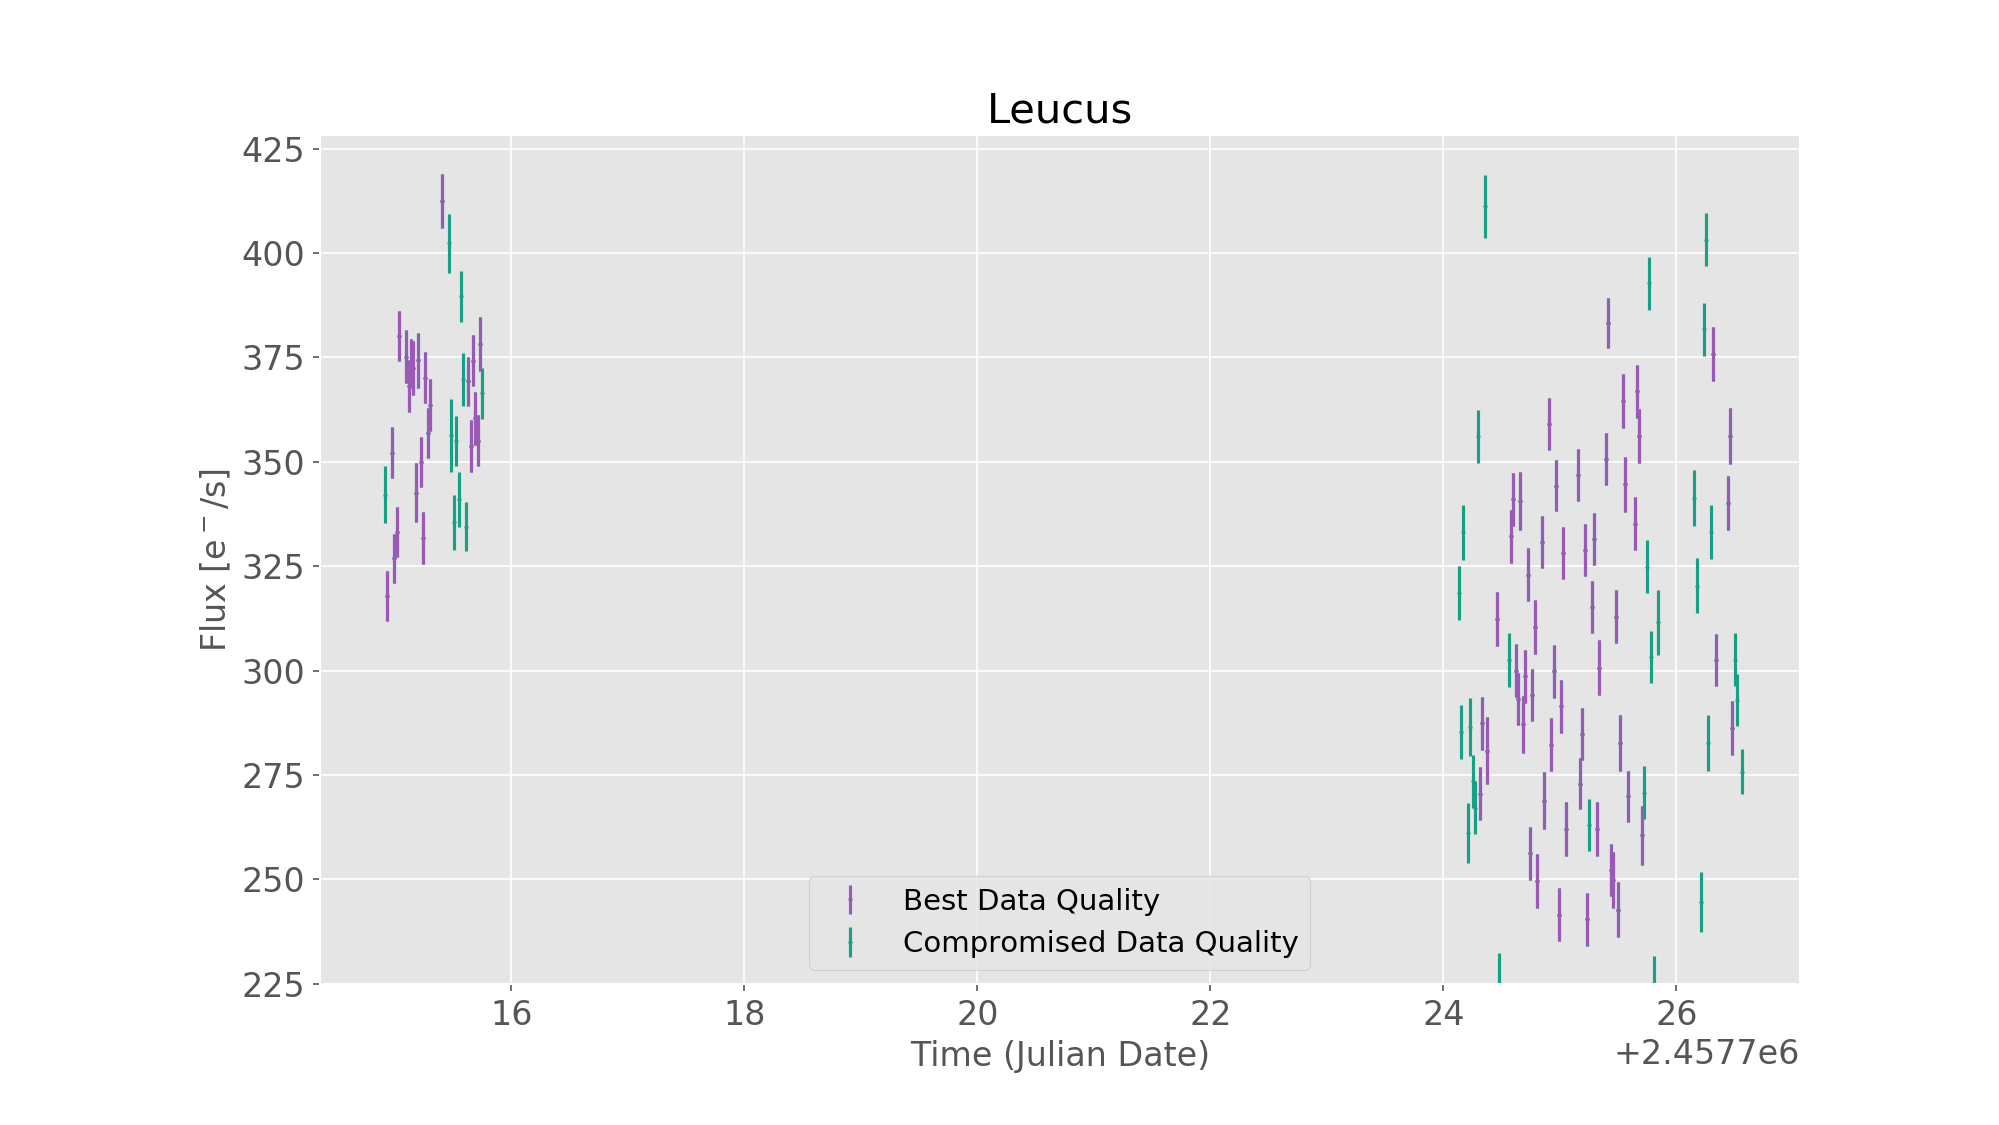 Leucus
425
400
375
350
325
300
275
250
225
Flux [e⁻/s]
Best Data Quality
Compromised Data Quality
16 18 20 22 24 26
Time (Julian Date)
+2.4577e6